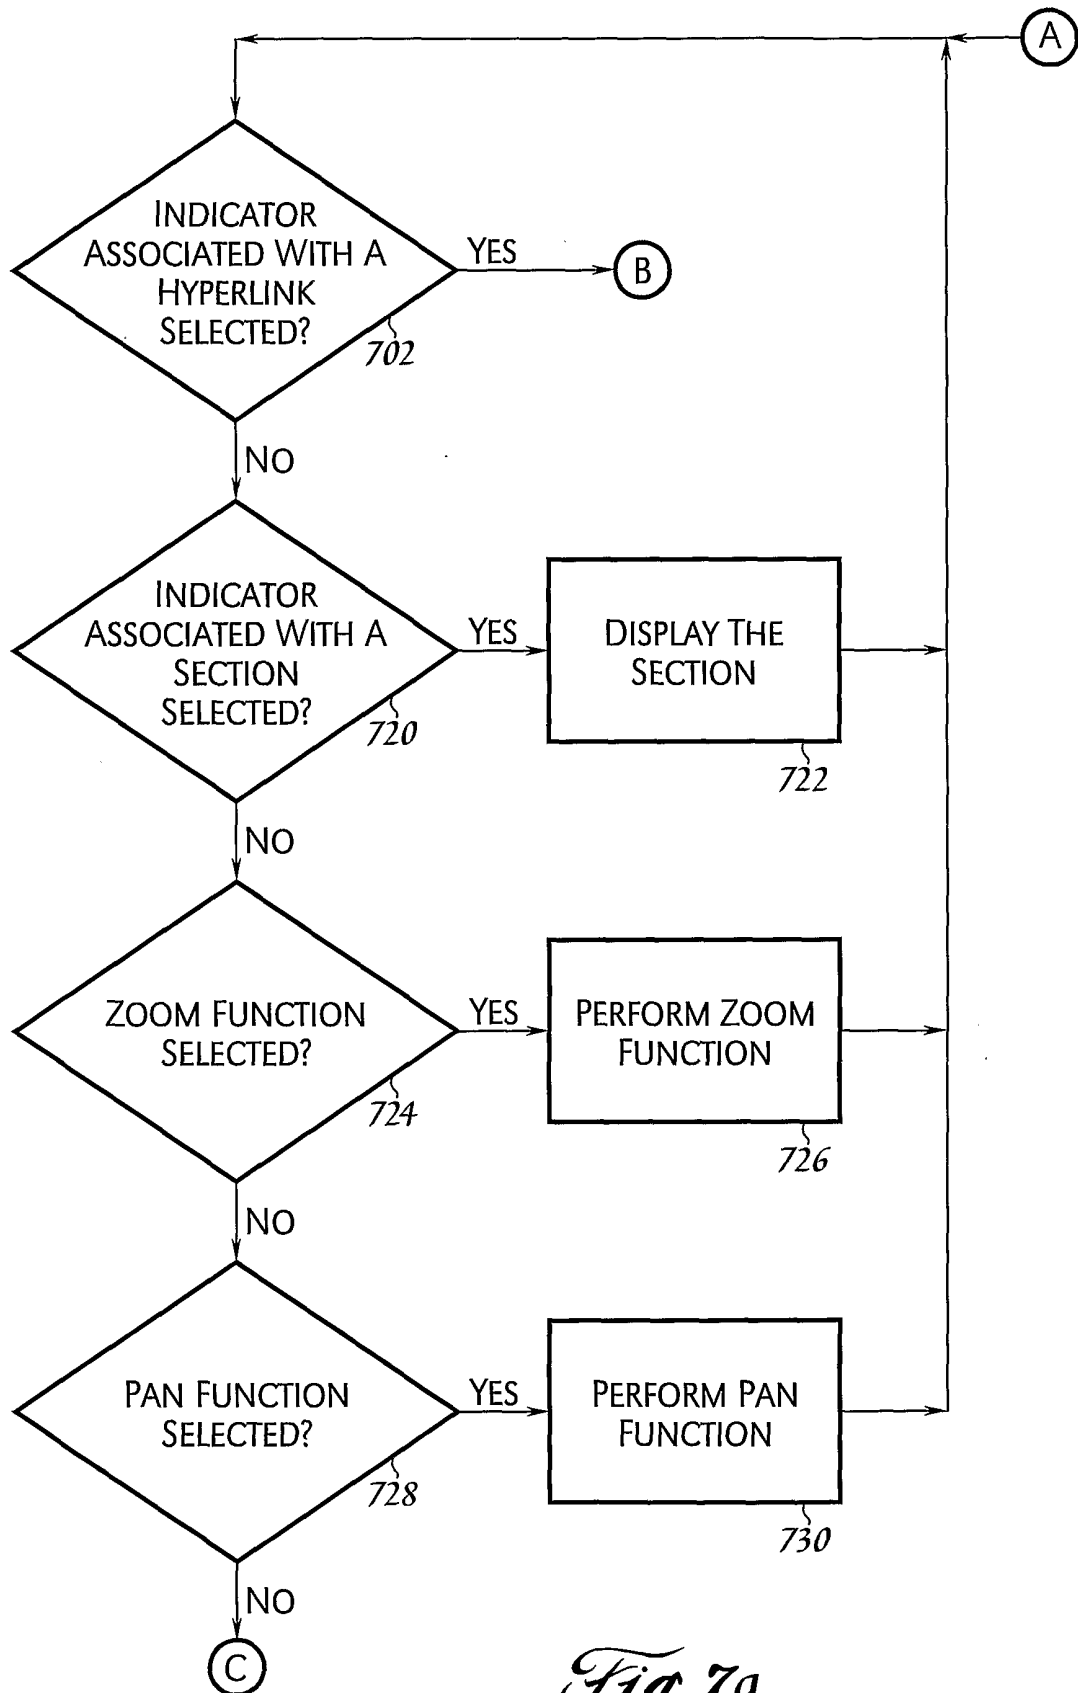 A
INDICATOR
ASSOCIATED WITH A
HYPERLINK
SELECTED?
702
YES
B
NO
INDICATOR
ASSOCIATED WITH A
SECTION
SELECTED?
720
YES
DISPLAY THE
SECTION
722
NO
ZOOM FUNCTION
SELECTED?
724
YES
PERFORM ZOOM
FUNCTION
726
NO
PAN FUNCTION
SELECTED?
728
YES
PERFORM PAN
FUNCTION
730
NO
C
Fig 7a